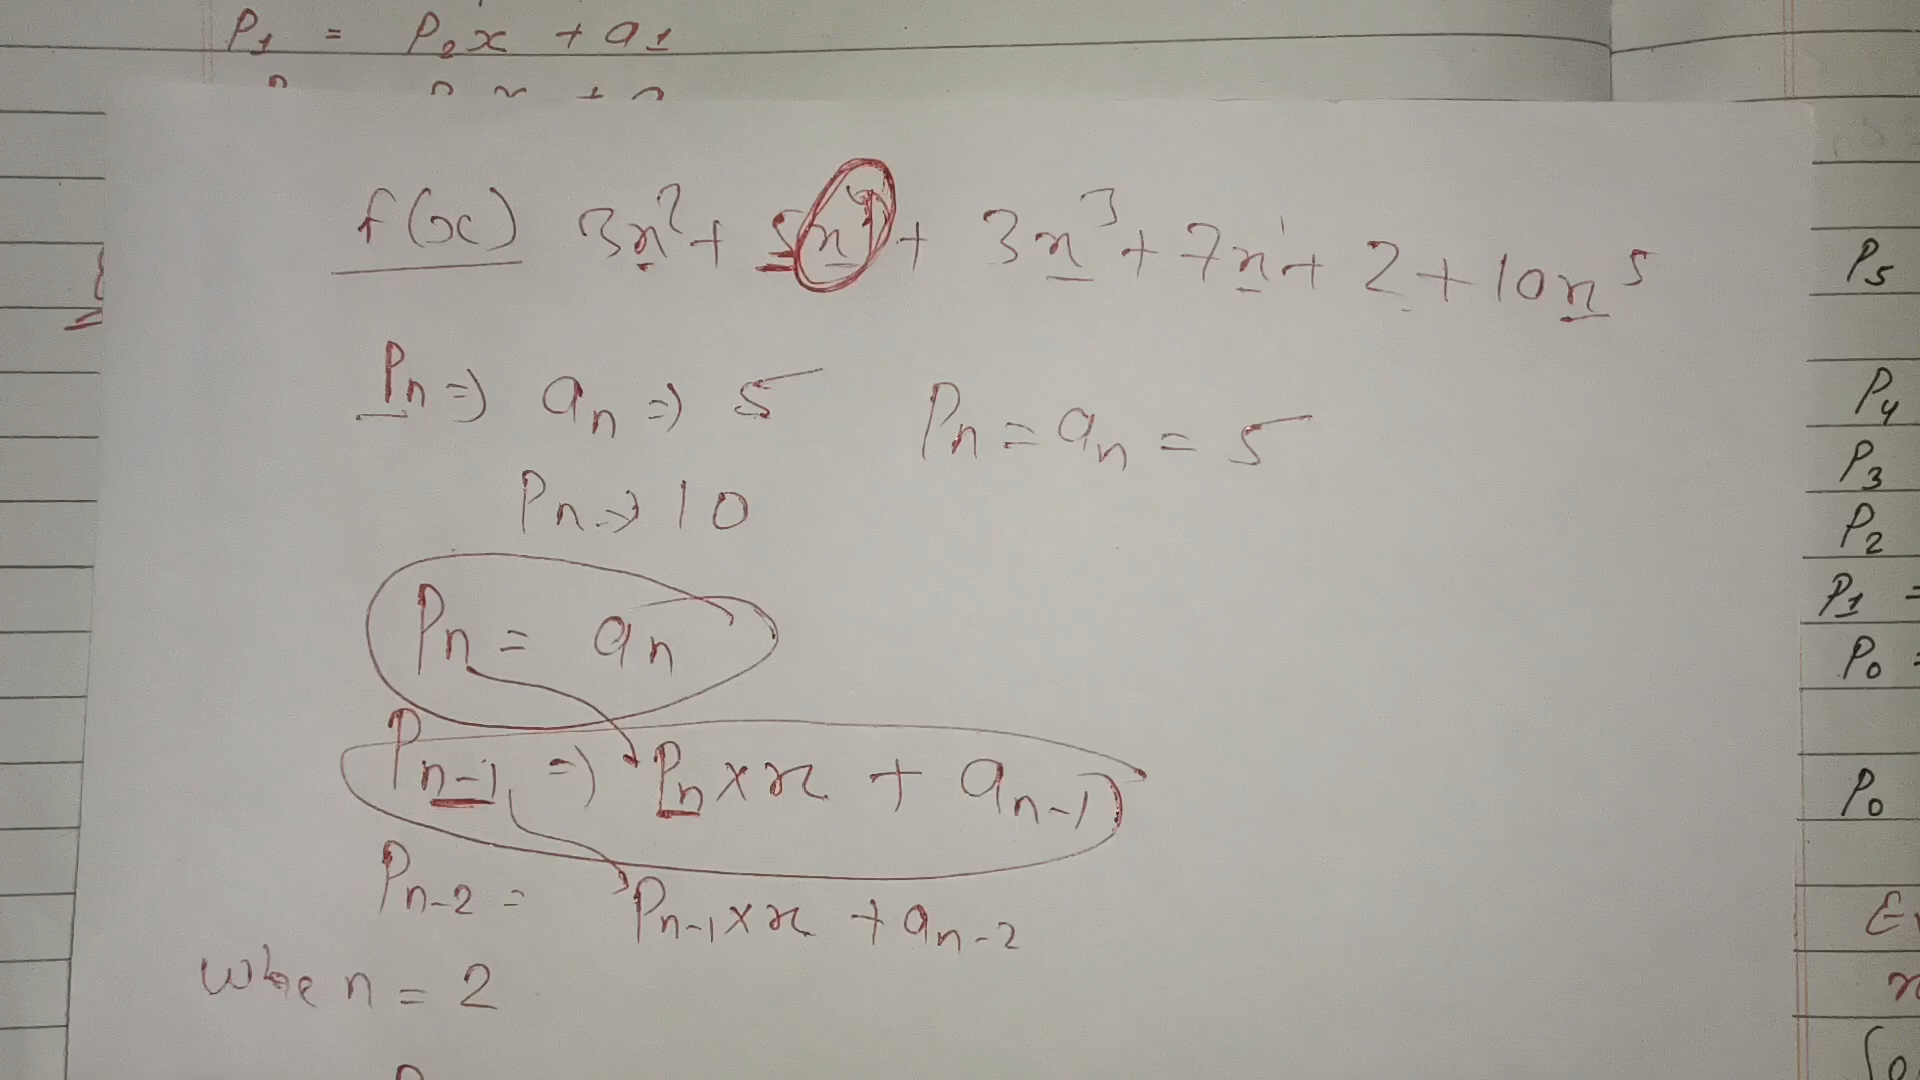 P₁ = P₂x + a₁
f(x) 3x² + 5x⁴ + 3x³ + 7x¹ + 2 + 10x⁵
Pn ⇒ an ⇒ 5 Pn = an = 5
Pn ⇒ 10
Pn = an
Pn-1 ⇒ Pn × x + an-1
Pn-2 = Pn-1 × x + an-2
When n = 2
P₅
P₄
P₃
P₂
P₁ =
P₀ =
P₀